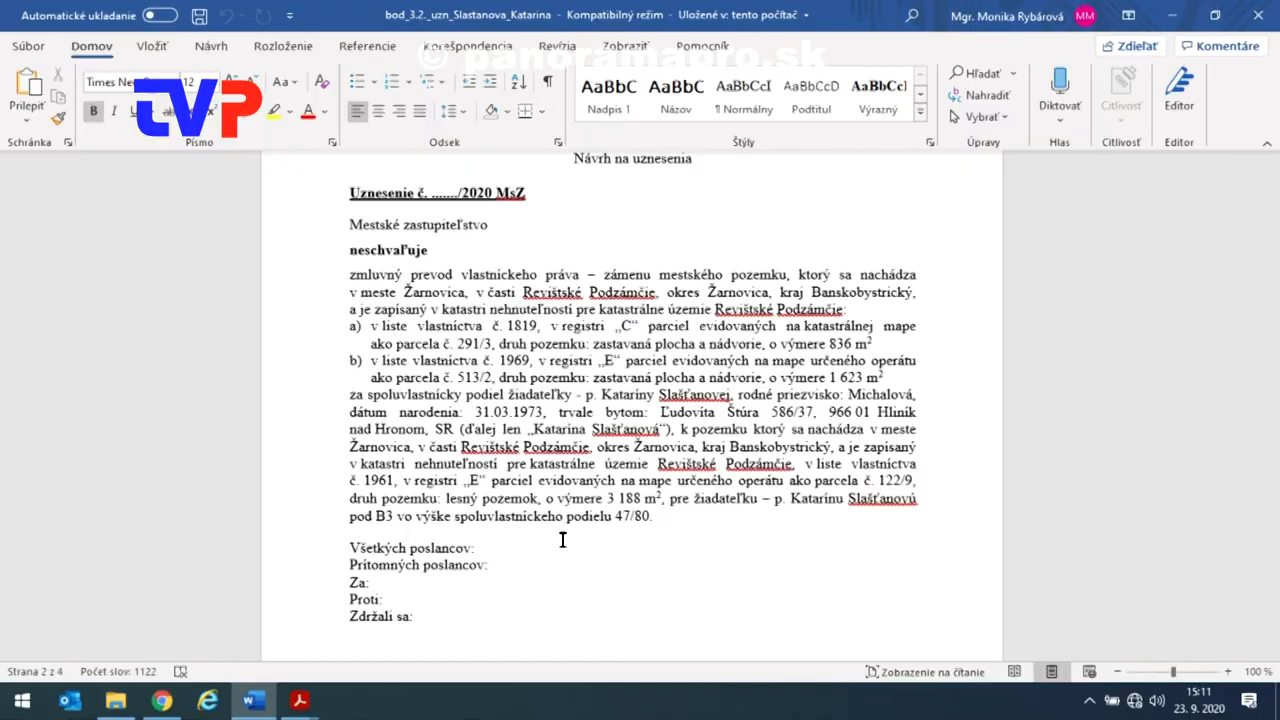 Automatické ukladanie
bod_3.2._uzn_Slastanova_Katarina - Kompatibilný režim - Uložené v: tento počítač
Mgr. Monika Rybárová MM
Súbor Domov Vložiť Návrh Rozloženie Referencie Korešpondencia Revízia Zobraziť Pomocník Zdieľať Komentáre
© panoramapro.sk
Times New 12 Aa
TVP
Prilepiť
B I U
AaBbC AaBbC AaBbCcI AaBbCcD AaBbCcI
Nadpis 1 Názov ¶ Normálny Podtitul Výrazný
Hľadať
Nahradiť
Vybrať
Diktovať Citlivosť Editor
Schránka Písmo Odsek Štýly Úpravy Hlas Citlivosť Editor
Návrh na uznesenia
Uznesenie č. ......./2020 MsZ
Mestské zastupiteľstvo
neschvaľuje
zmluvný prevod vlastníckeho práva – zámenu mestského pozemku, ktorý sa nachádza
v meste Žarnovica, v časti Revištské Podzámčie, okres Žarnovica, kraj Banskobystrický,
a je zapísaný v katastri nehnuteľností pre katastrálne územie Revištské Podzámčie:
a) v liste vlastníctva č. 1819, v registri „C“ parciel evidovaných na katastrálnej mape
ako parcela č. 291/3, druh pozemku: zastavaná plocha a nádvorie, o výmere 836 m²
b) v liste vlastníctva č. 1969, v registri „E“ parciel evidovaných na mape určeného operátu
ako parcela č. 513/2, druh pozemku: zastavaná plocha a nádvorie, o výmere 1 623 m²
za spoluvlastnícky podiel žiadateľky - p. Kataríny Slašťanovej, rodné priezvisko: Michalová,
dátum narodenia: 31.03.1973, trvale bytom: Ľudovíta Štúra 586/37, 966 01 Hliník
nad Hronom, SR (ďalej len „Katarína Slašťanová“), k pozemku ktorý sa nachádza v meste
Žarnovica, v časti Revištské Podzámčie, okres Žarnovica, kraj Banskobystrický, a je zapísaný
v katastri nehnuteľností pre katastrálne územie Revištské Podzámčie, v liste vlastníctva
č. 1961, v registri „E“ parciel evidovaných na mape určeného operátu ako parcela č. 122/9,
druh pozemku: lesný pozemok, o výmere 3 188 m², pre žiadateľku – p. Katarínu Slašťanovú
pod B3 vo výške spoluvlastníckeho podielu 47/80.
Všetkých poslancov:
Prítomných poslancov:
Za:
Proti:
Zdržali sa:
Strana 2 z 4 Počet slov: 1122 Zobrazenie na čítanie 100 %
15:11
23. 9. 2020